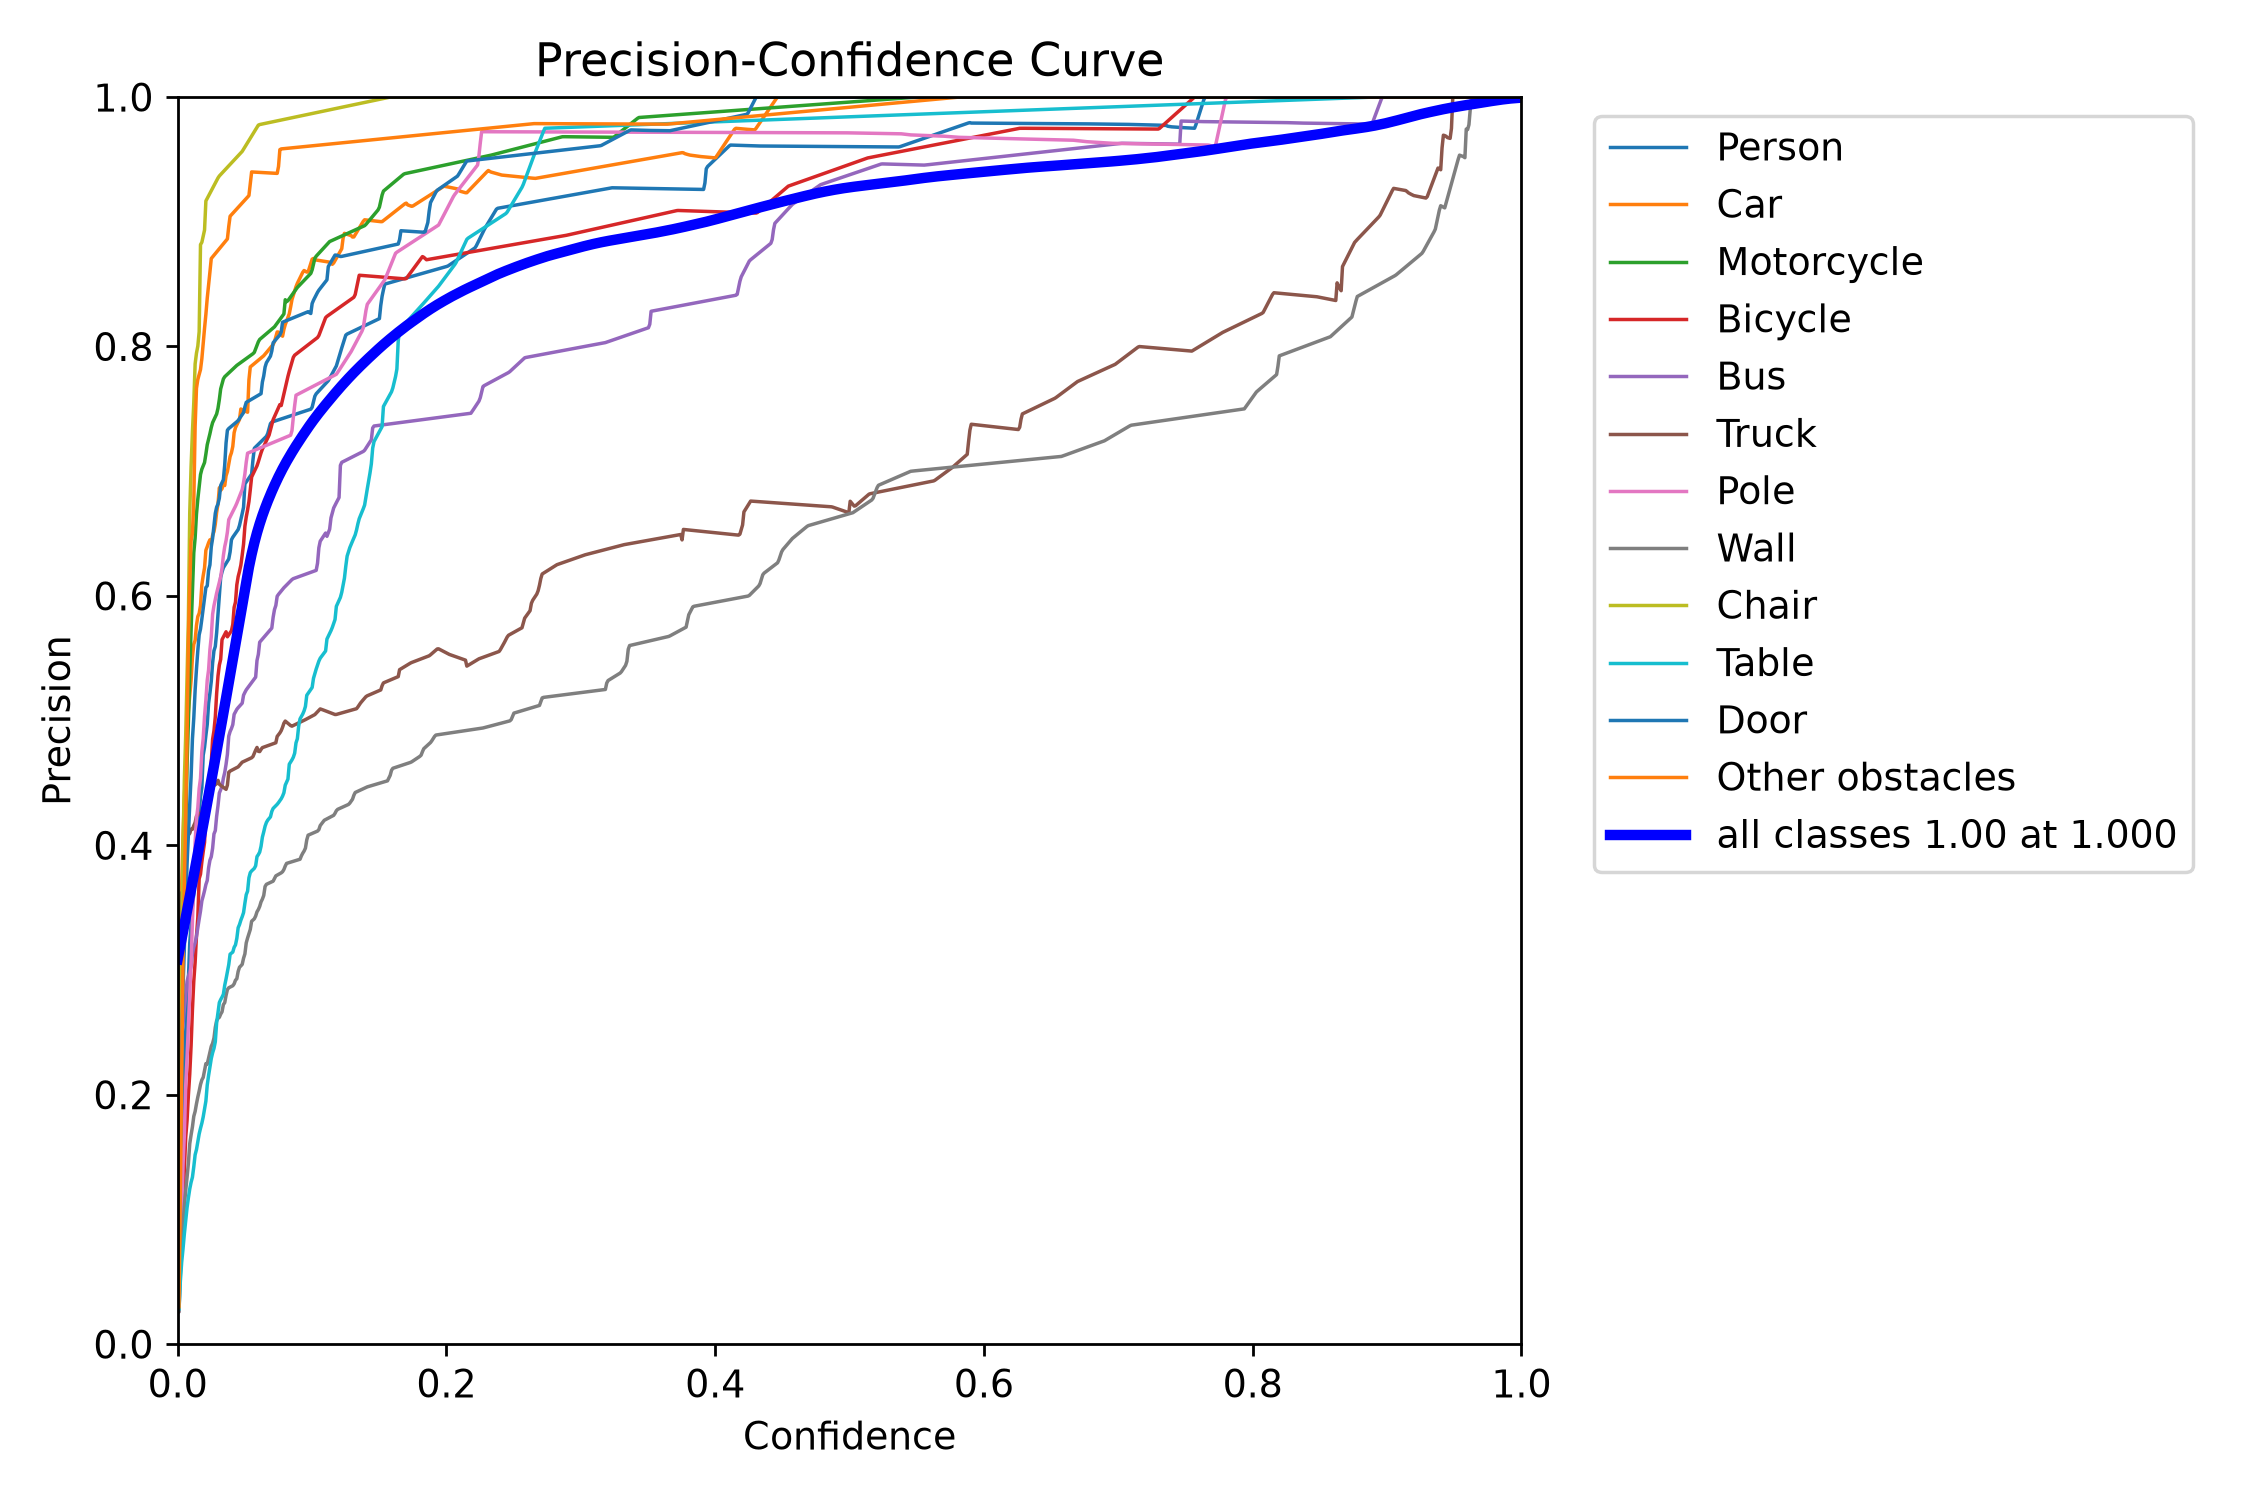 Precision-Confidence Curve
1.0
0.8
0.6
0.4
0.2
0.0
Precision
0.0 0.2 0.4 0.6 0.8 1.0
Confidence
Person
Car
Motorcycle
Bicycle
Bus
Truck
Pole
Wall
Chair
Table
Door
Other obstacles
all classes 1.00 at 1.000